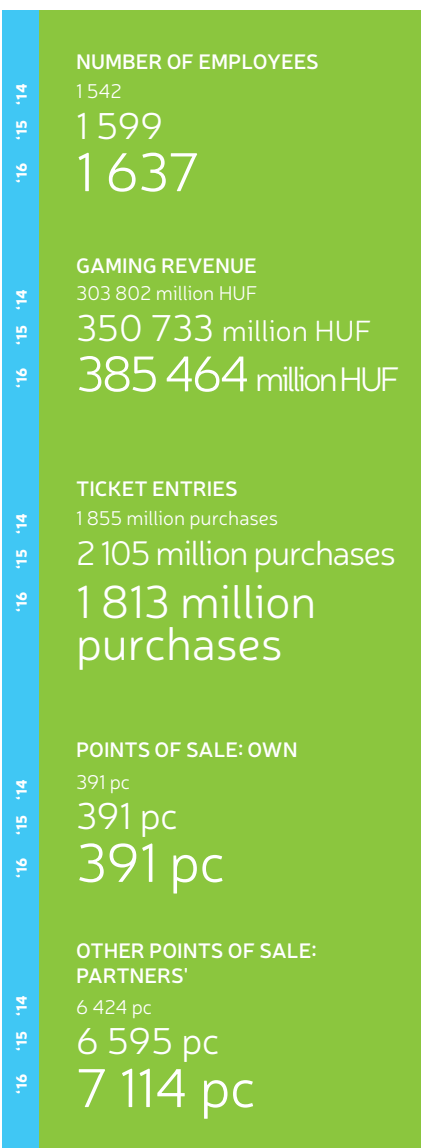 NUMBER OF EMPLOYEES
'14 1 542
'15 1 599
'16 1 637
GAMING REVENUE
'14 303 802 million HUF
'15 350 733 million HUF
'16 385 464 million HUF
TICKET ENTRIES
'14 1 855 million purchases
'15 2 105 million purchases
'16 1 813 million
purchases
POINTS OF SALE: OWN
'14 391 pc
'15 391 pc
'16 391 pc
OTHER POINTS OF SALE:
PARTNERS'
'14 6 424 pc
'15 6 595 pc
'16 7 114 pc